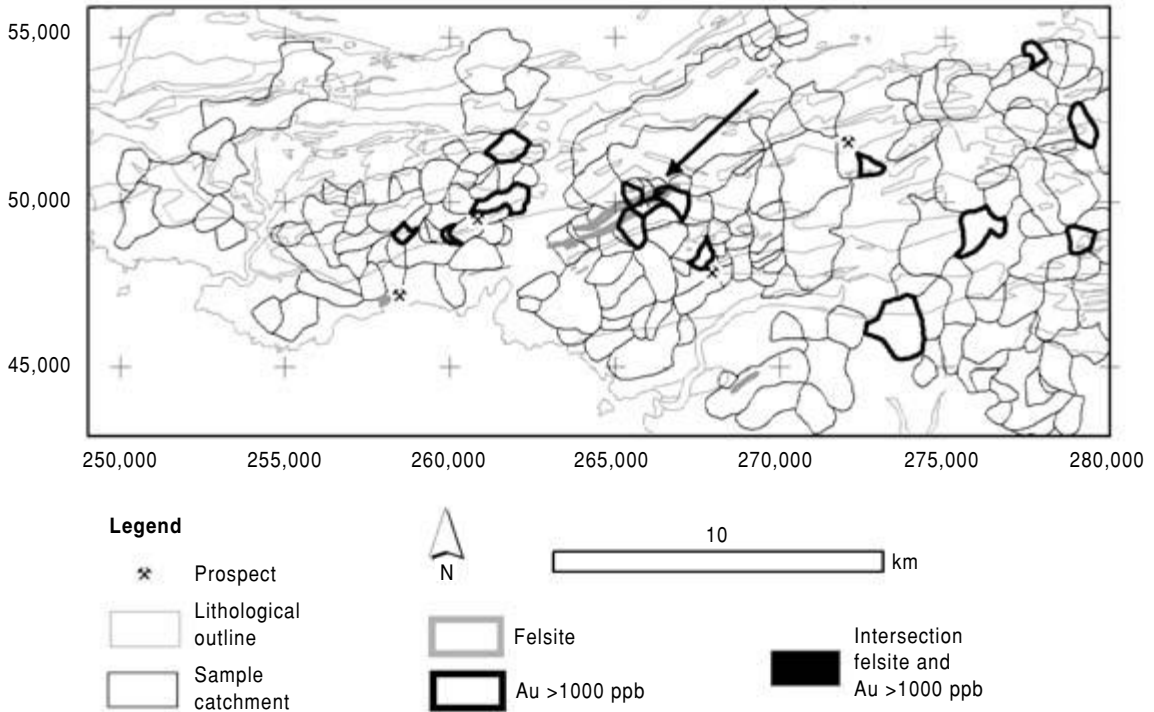 55,000
50,000
45,000
250,000 255,000 260,000 265,000 270,000 275,000 280,000
Legend
Prospect
Lithological
outline
Sample
catchment
N
10
km
Felsite
Au >1000 ppb
Intersection
felsite and
Au >1000 ppb